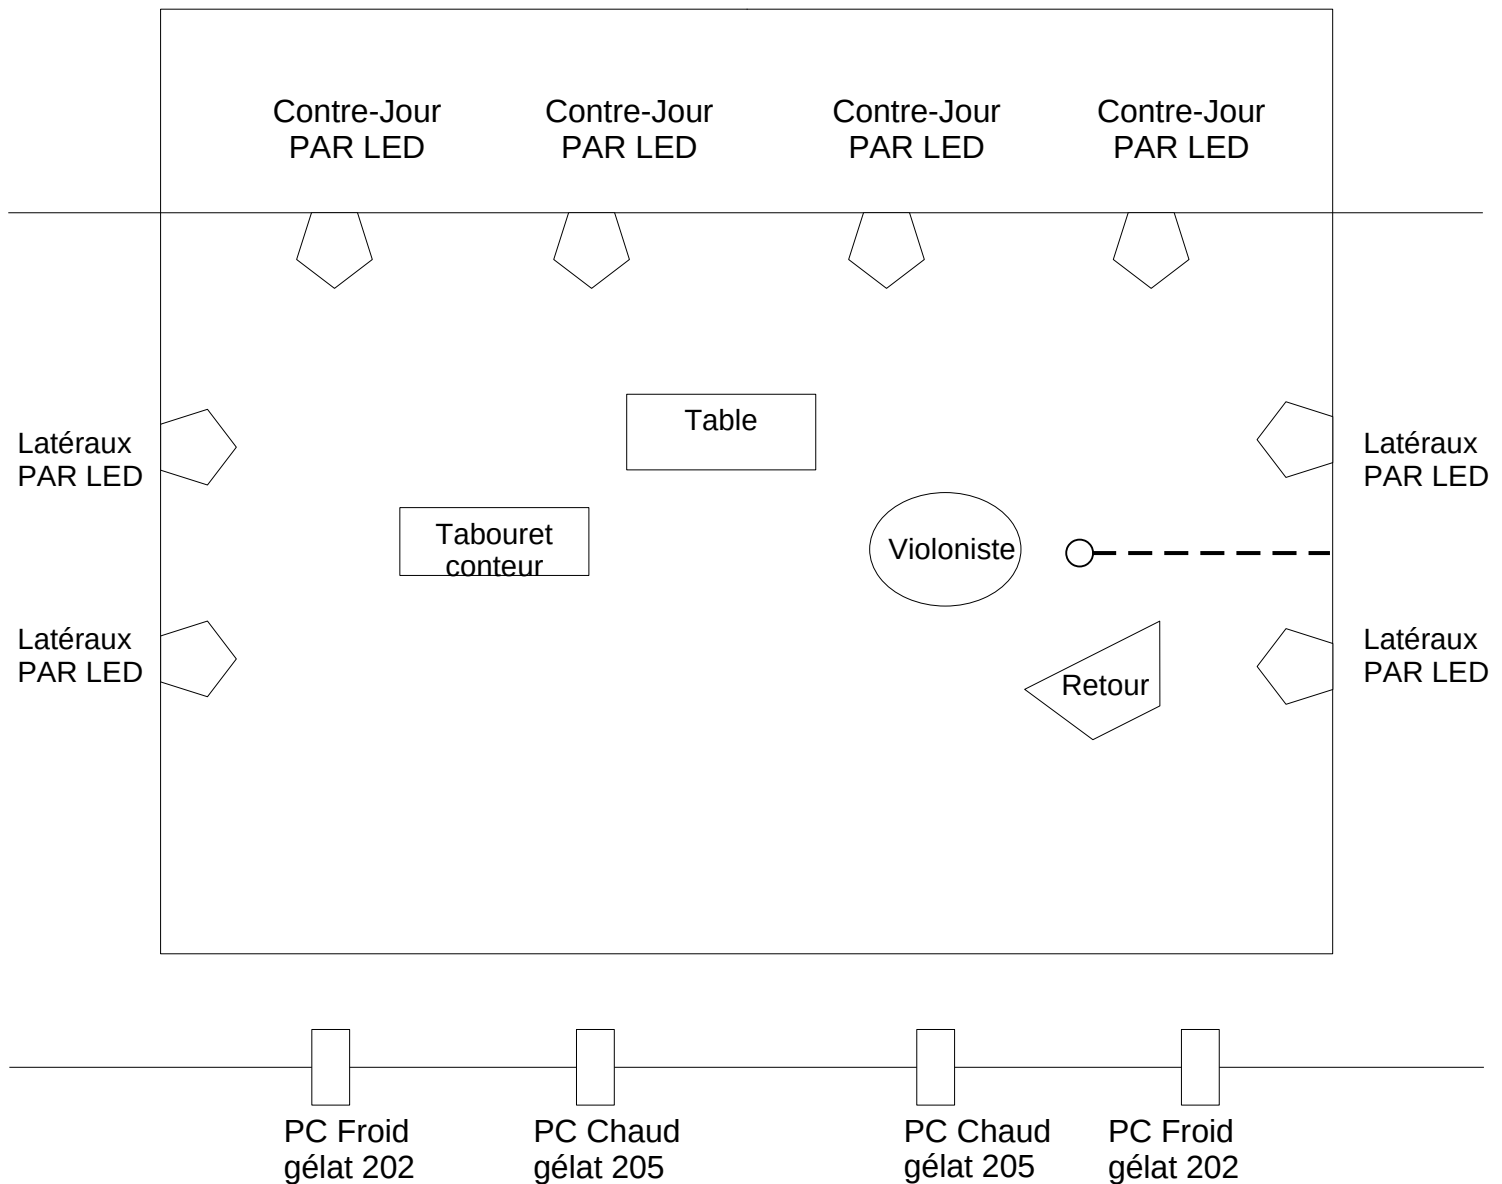 Contre-Jour
PAR LED
Contre-Jour
PAR LED
Contre-Jour
PAR LED
Contre-Jour
PAR LED
Table
Latéraux
PAR LED
Latéraux
PAR LED
Tabouret
conteur
Violoniste
Latéraux
PAR LED
Retour
Latéraux
PAR LED
PC Froid
gélat 202
PC Chaud
gélat 205
PC Chaud
gélat 205
PC Froid
gélat 202